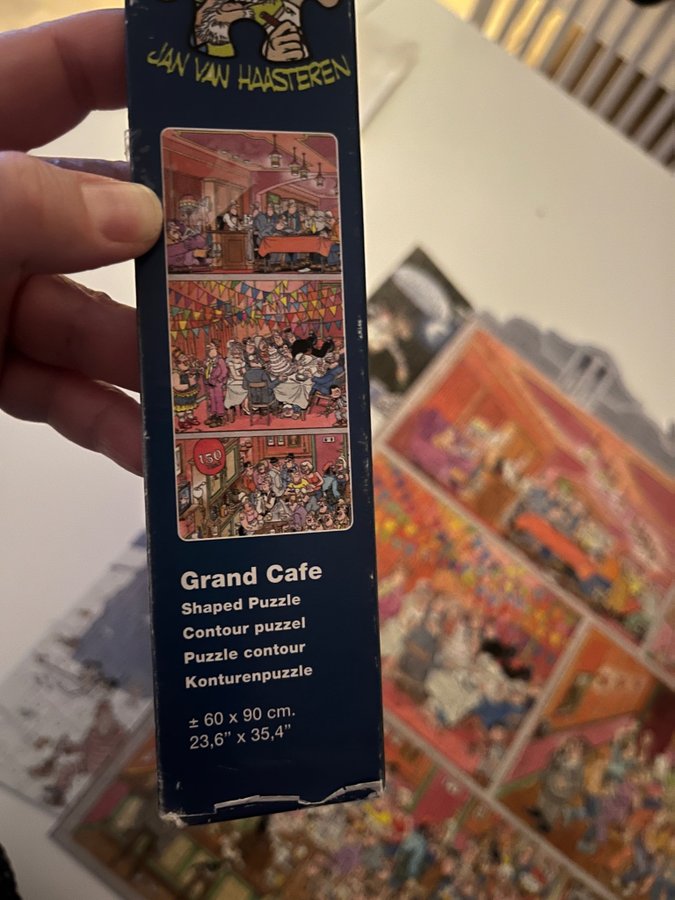 JAN VAN HAASTEREN
150
Grand Cafe
Shaped Puzzle
Contour puzzel
Puzzle contour
Konturenpuzzle
± 60 x 90 cm.
23,6” x 35,4”